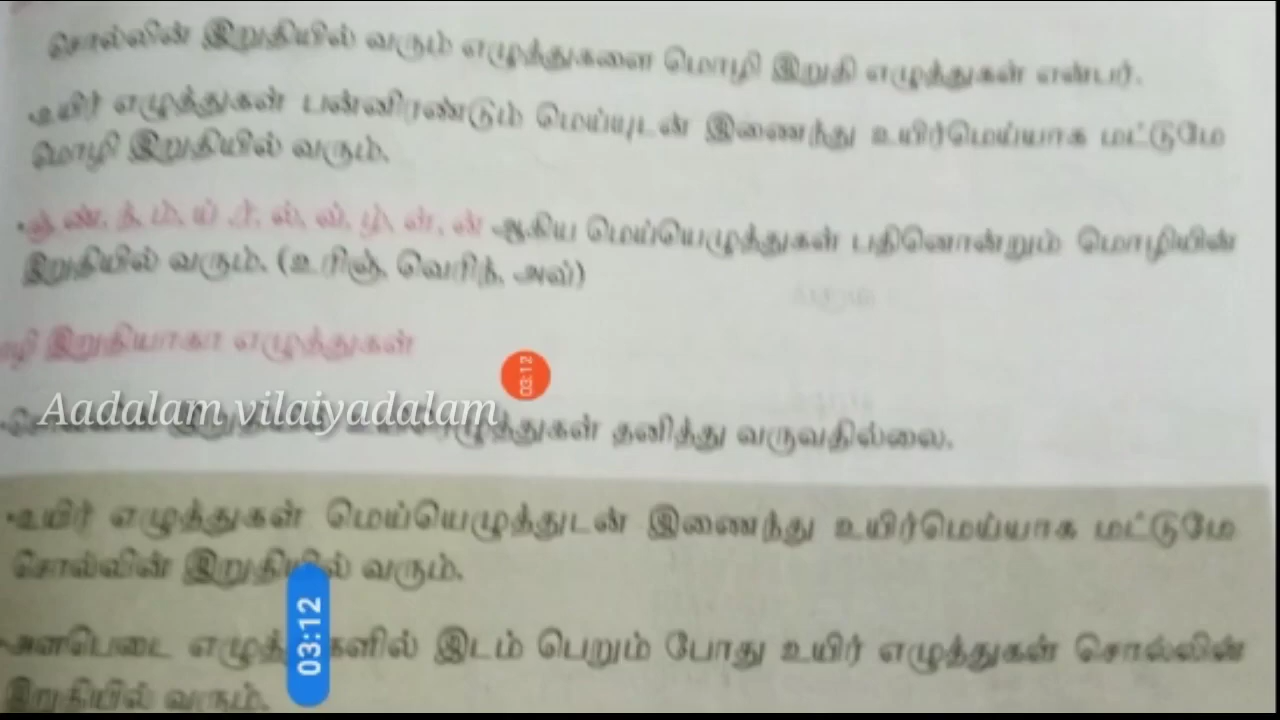 சொல்லின் இறுதியில் வரும் எழுத்துகளை மொழி இறுதி எழுத்துகள் என்பர்.
•உயிர் எழுத்துகள் பன்னிரண்டும் மெய்யுடன் இணைந்து உயிர்மெய்யாக மட்டுமே
மொழி இறுதியில் வரும்.
•ஞ், ண், ந், ம், ய், ர், ல், வ், ழ், ள், ன் ஆகிய மெய்யெழுத்துகள் பதினொன்றும் மொழியின்
இறுதியில் வரும். (உரிஞ், வெரிந், அவ்)
ழி இறுதியாகா எழுத்துகள்
03:12
Aadalam vilaiyadalam
தனித்து வருவதில்லை.
•உயிர் எழுத்துகள் மெய்யெழுத்துடன் இணைந்து உயிர்மெய்யாக மட்டுமே
சொல்லின் இறுதியில் வரும்.
03:12
•அளபெடை எழுத்களில் இடம் பெறும் போது உயிர் எழுத்துகள் சொல்லின்
இறுதியில் வரும்.